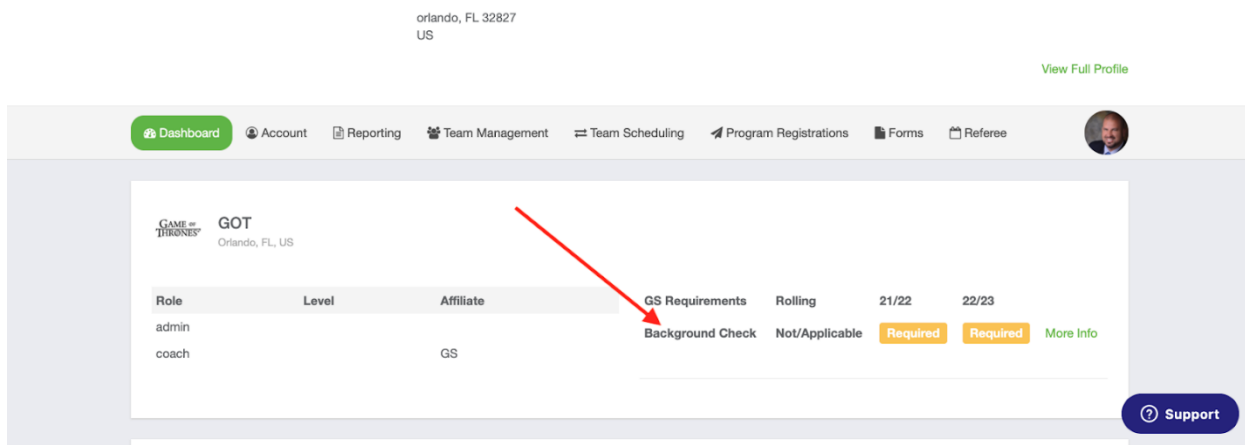 orlando, FL 32827
US
View Full Profile
Dashboard Account Reporting Team Management Team Scheduling Program Registrations Forms Referee
GAME OF
THRONES
GOT
Orlando, FL, US
Role Level Affiliate
admin
coach GS
GS Requirements Rolling 21/22 22/23
Background Check Not/Applicable Required Required More Info
Support